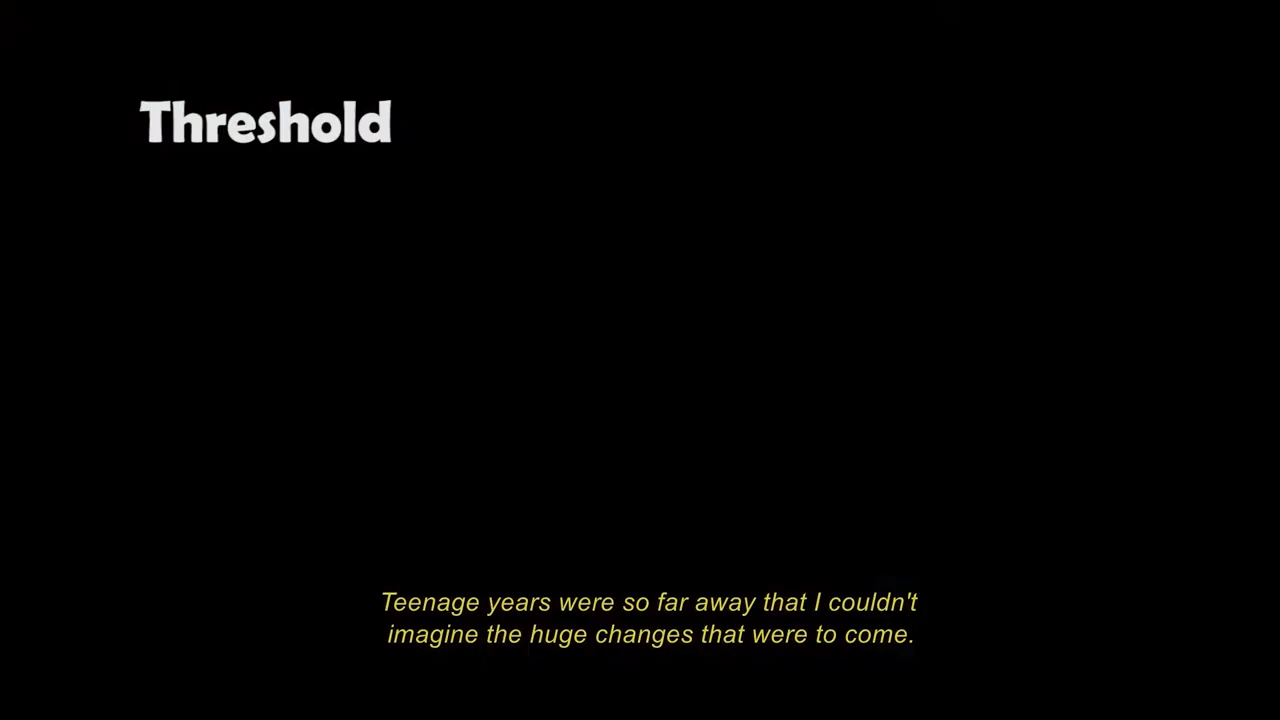 Threshold
Teenage years were so far away that I couldn't
imagine the huge changes that were to come.